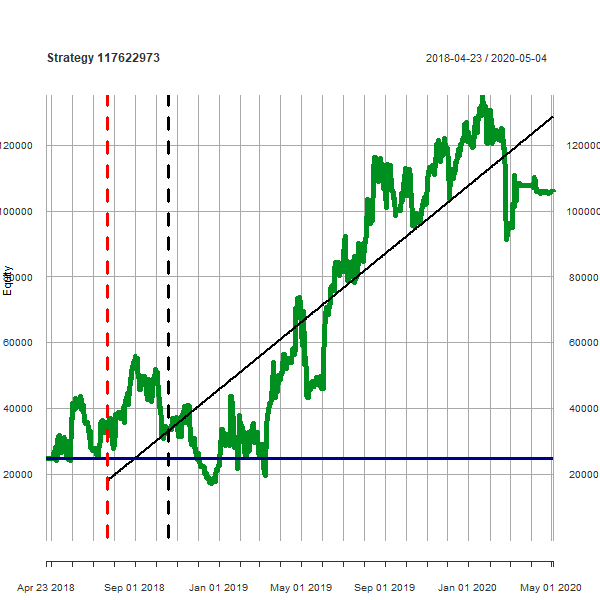 Strategy 117622973
2018-04-23 / 2020-05-04
120000
120000
100000
100000
Equity
80000
80000
60000
60000
40000
40000
20000
20000
Apr 23 2018
Sep 01 2018
Jan 01 2019
May 01 2019
Sep 01 2019
Jan 01 2020
May 01 2020